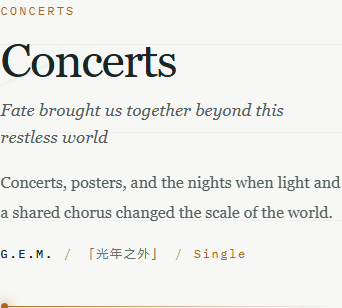 CONCERTS
Concerts
Fate brought us together beyond this
restless world
Concerts, posters, and the nights when light and
a shared chorus changed the scale of the world.
G.E.M. / 「光年之外」 / Single